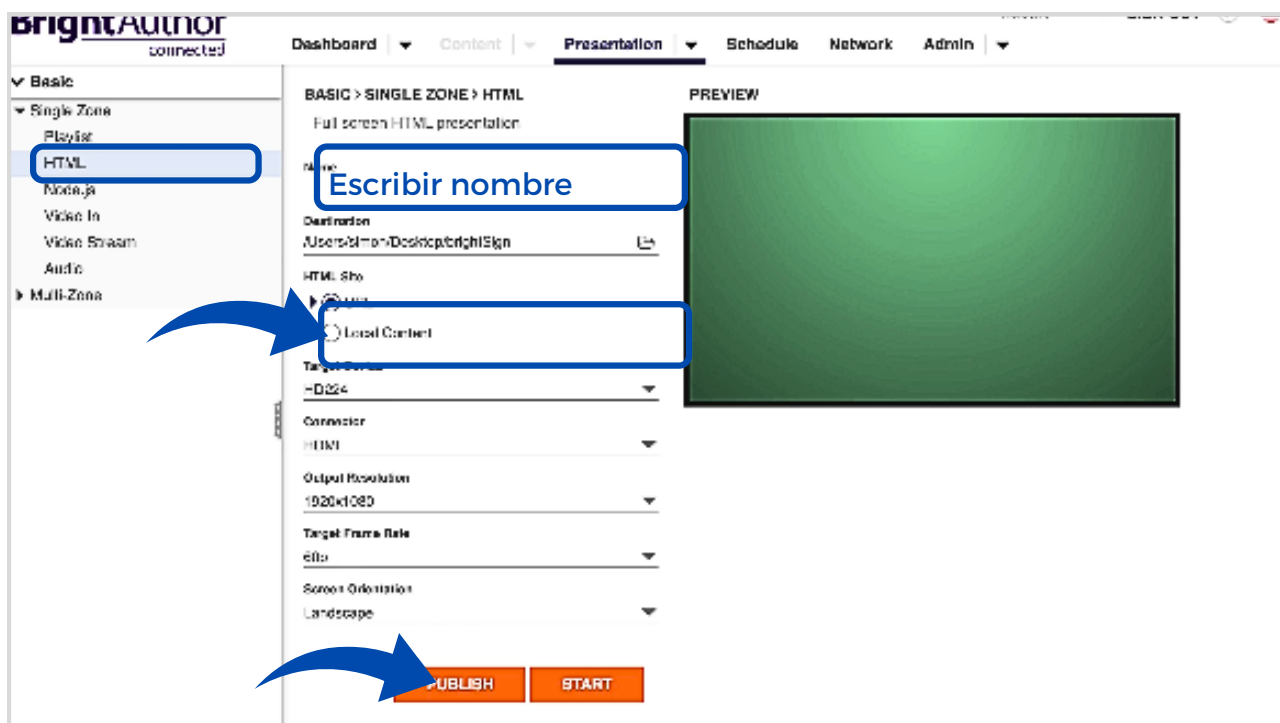 BrightAuthor
connected
Dashboard Content Presentation Schedule Network Admin
Basic
Single Zone
Playlist
HTML
Node.js
Video In
Video Stream
Audio
Multi-Zone
BASIC > SINGLE ZONE > HTML
Full screen HTML presentation
Name
Escribir nombre
Destination
/Users/simon/Desktop/brightSign
HTML Site
Local Content
HD224
Connector
HDMI
Output Resolution
1920x1080
Target Frame Rate
60p
Screen Orientation
Landscape
PUBLISH START
PREVIEW